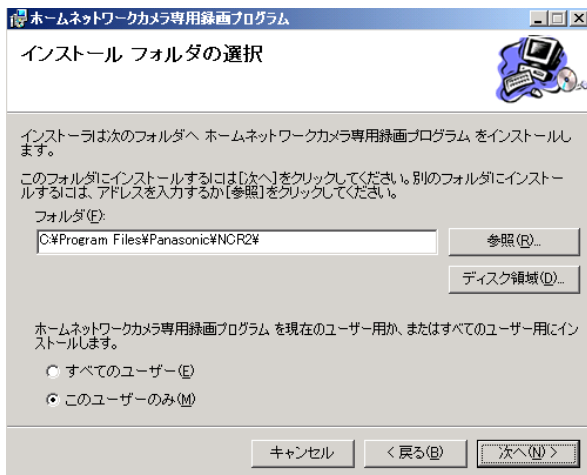 ホームネットワークカメラ専用録画プログラム
インストール フォルダの選択
インストーラは次のフォルダへ ホームネットワークカメラ専用録画プログラム をインストールし
ます。
このフォルダにインストールするには[次へ]をクリックしてください。別のフォルダにインストー
ルするには、アドレスを入力するか[参照]をクリックしてください。
フォルダ(F):
C:¥Program Files¥Panasonic¥NCR2¥
参照(R)...
ディスク領域(D)...
ホームネットワークカメラ専用録画プログラム を現在のユーザー用か、またはすべてのユーザー用にイン
ストールします。
すべてのユーザー(E)
このユーザーのみ(M)
キャンセル
< 戻る(B)
次へ(N) >